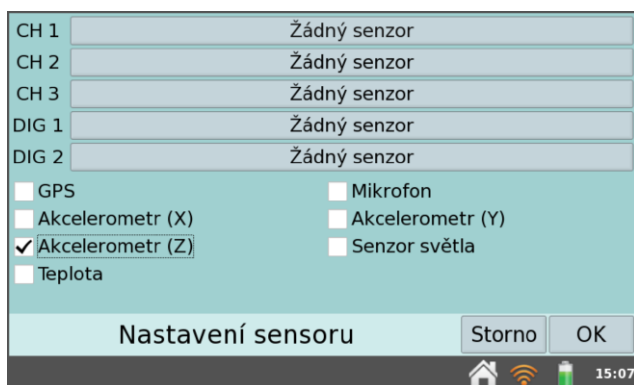 CH 1 Žádný senzor
CH 2 Žádný senzor
CH 3 Žádný senzor
DIG 1 Žádný senzor
DIG 2 Žádný senzor
GPS Mikrofon
Akcelerometr (X) Akcelerometr (Y)
Akcelerometr (Z) Senzor světla
Teplota
Nastavení sensoru Storno OK
15:07